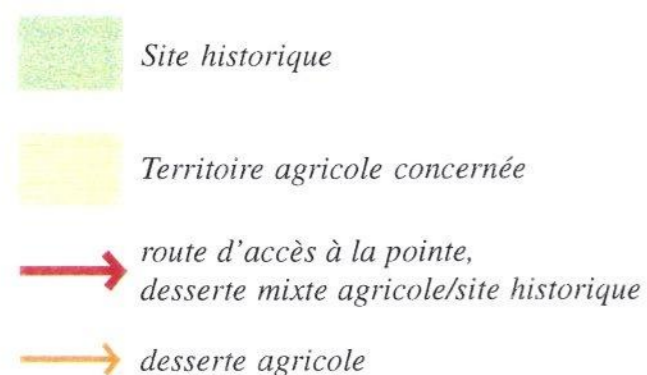 Site historique
Territoire agricole concernée
route d'accès à la pointe,
desserte mixte agricole/site historique
desserte agricole